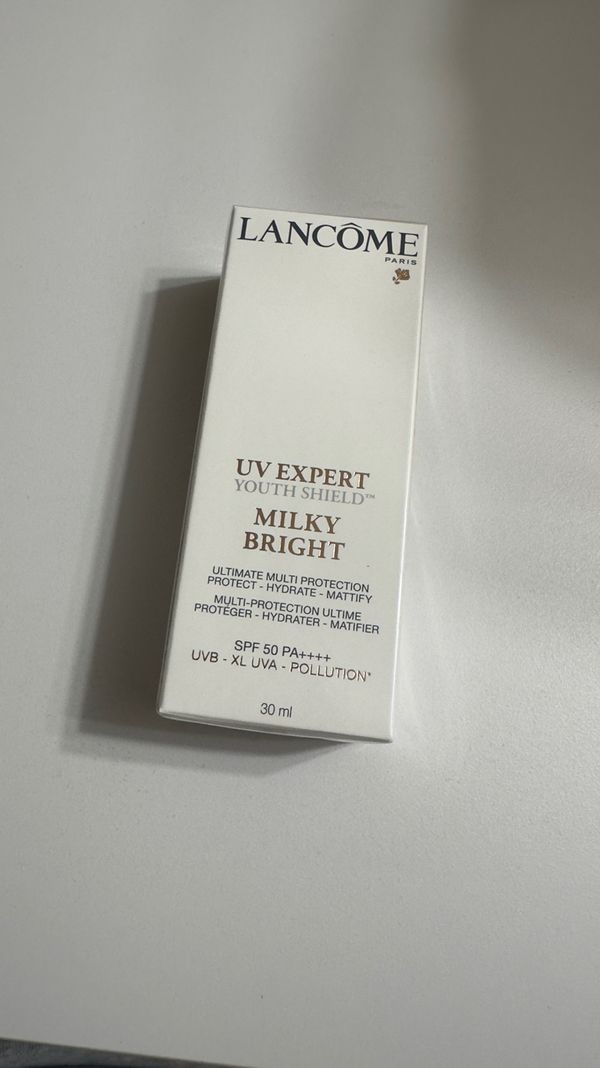 LANCÔME
PARIS
UV EXPERT
YOUTH SHIELD™
MILKY
BRIGHT
ULTIMATE MULTI PROTECTION
PROTECT - HYDRATE - MATTIFY
MULTI-PROTECTION ULTIME
PROTÉGER - HYDRATER - MATIFIER
SPF 50 PA++++
UVB - XL UVA - POLLUTION*
30 ml